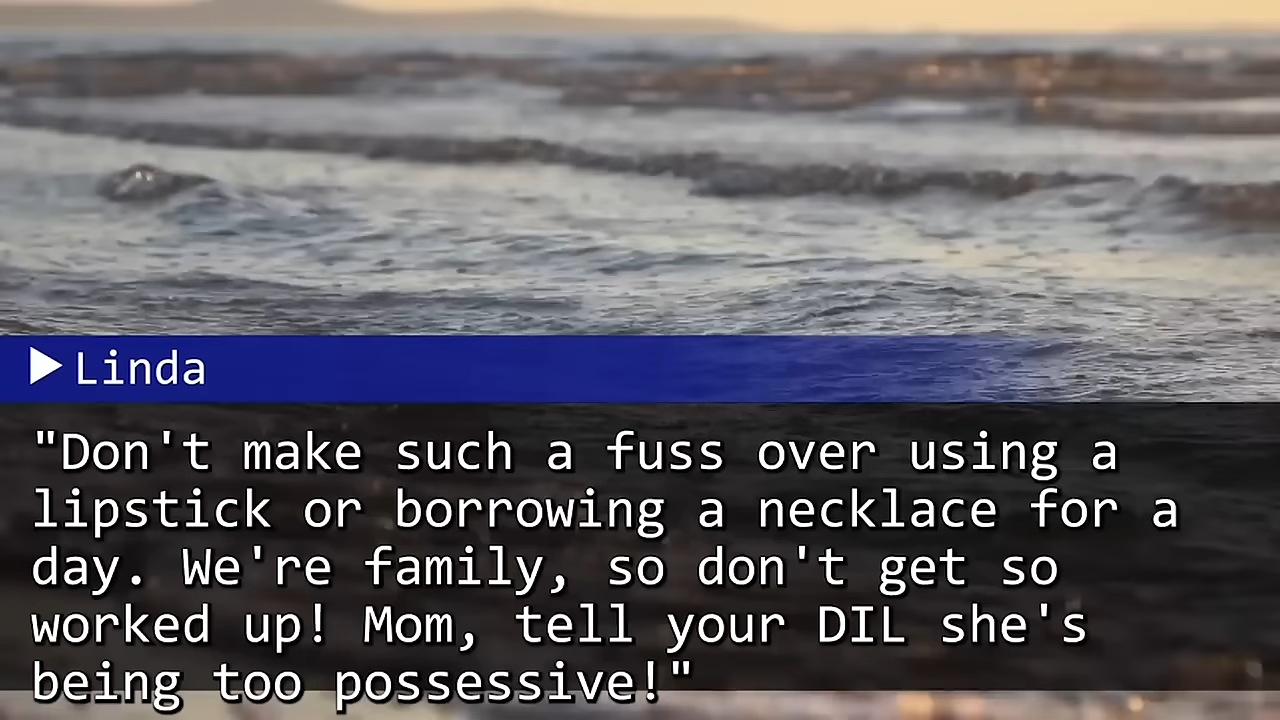 Linda
"Don't make such a fuss over using a
lipstick or borrowing a necklace for a
day. We're family, so don't get so
worked up! Mom, tell your DIL she's
being too possessive!"